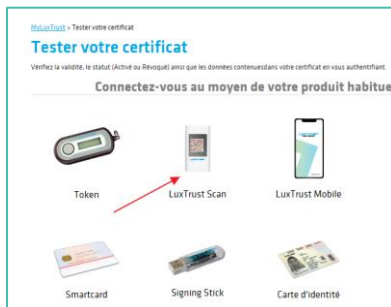 MyLuxTrust > Tester votre certificat
Tester votre certificat
Vérifiez la validité, le statut (Activé ou Révoqué) ainsi que les données contenuesdans votre certificat en vous authentifiant.
Connectez-vous au moyen de votre produit habitue
Token
LuxTrust Scan
LuxTrust Mobile
Smartcard
Signing Stick
Carte d'identité